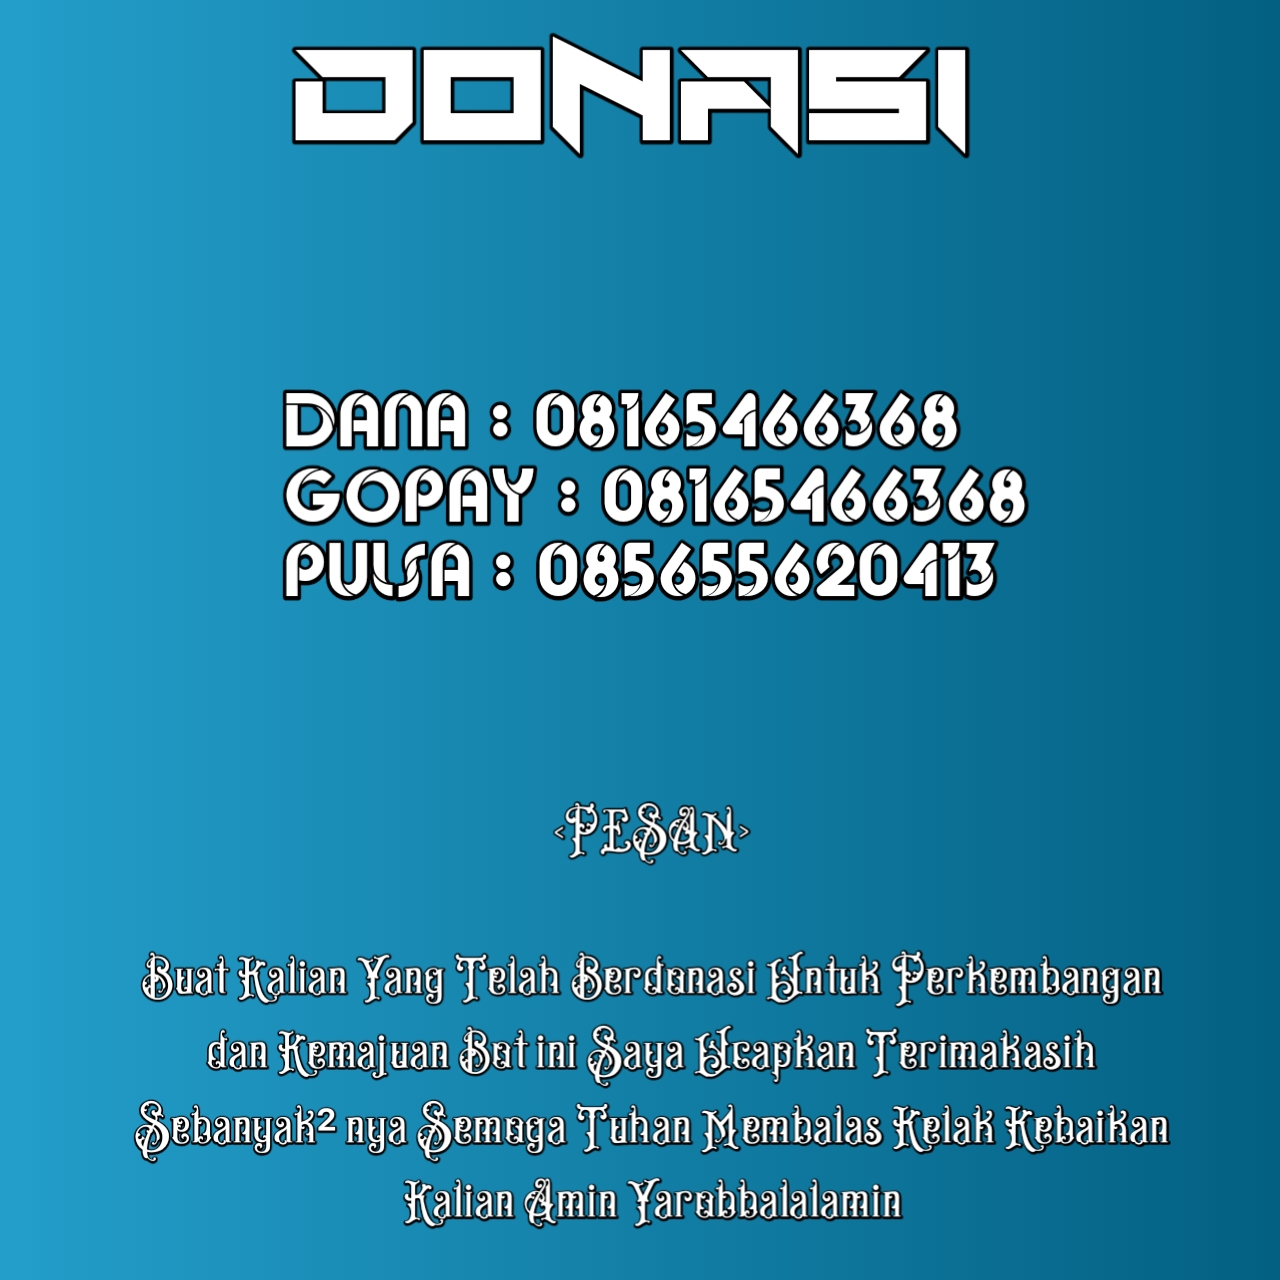 DONASI
DANA : 08165466368
GOPAY : 08165466368
PULSA : 085655620413
<PESAN>
Buat Kalian Yang Telah Berdonasi Untuk Perkembangan
dan Kemajuan Bot ini Saya Ucapkan Terimakasih
Sebanyak² nya Semoga Tuhan Membalas Kelak Kebaikan
Kalian Amin Yarobbalalamin